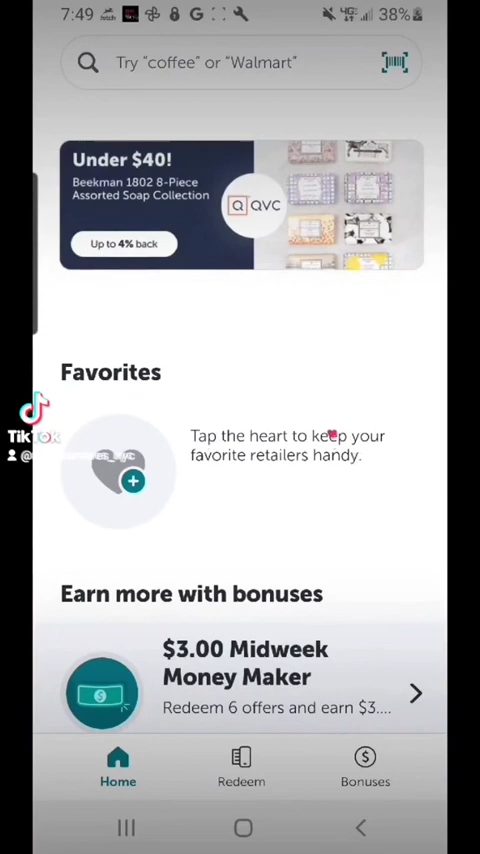 7:49 fetch G 4G 38%
Try “coffee” or “Walmart”
Under $40!
Beekman 1802 8-Piece
Assorted Soap Collection
Q QVC
Up to 4% back
Favorites
Tap the heart to keep your
favorite retailers handy.
TikTok
Earn more with bonuses
$3.00 Midweek
Money Maker
Redeem 6 offers and earn $3....
Home Redeem Bonuses